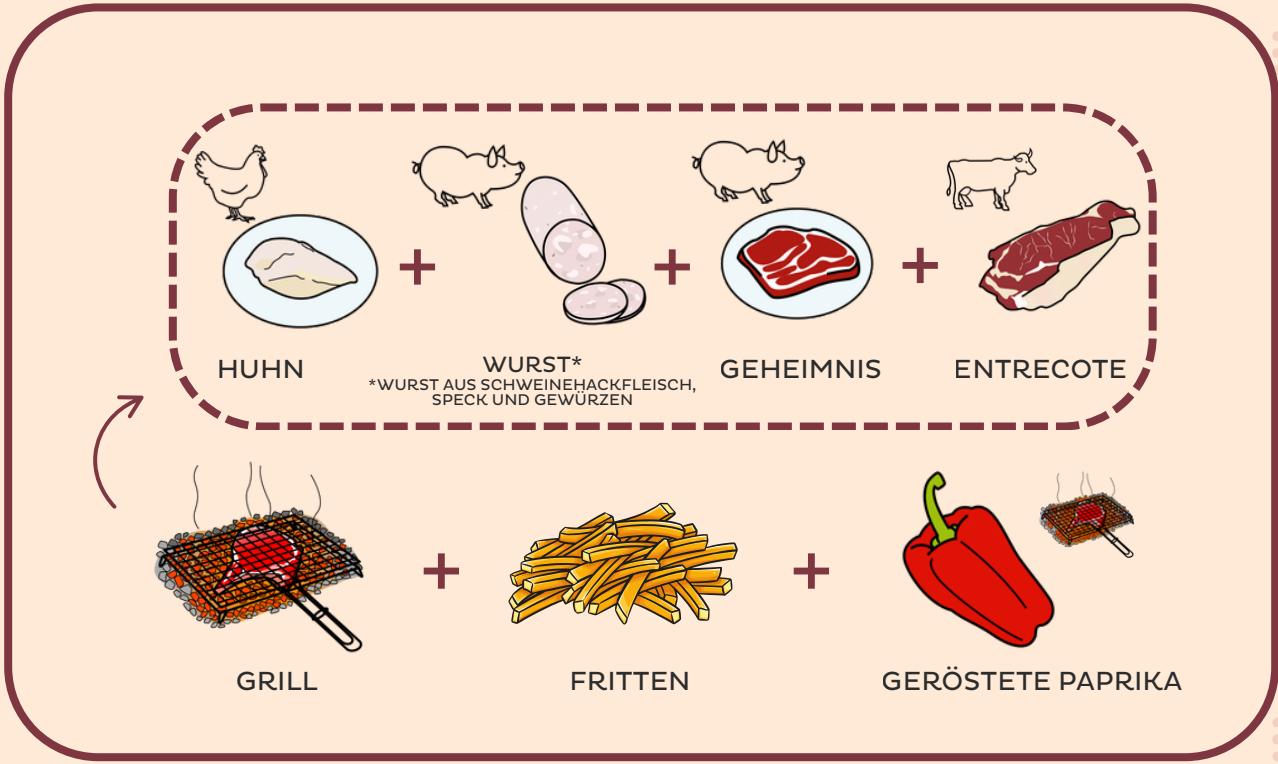 HUHN
WURST*
*WURST AUS SCHWEINEHACKFLEISCH,
SPECK UND GEWÜRZEN
GEHEIMNIS
ENTRECOTE
GRILL
FRITTEN
GERÖSTETE PAPRIKA